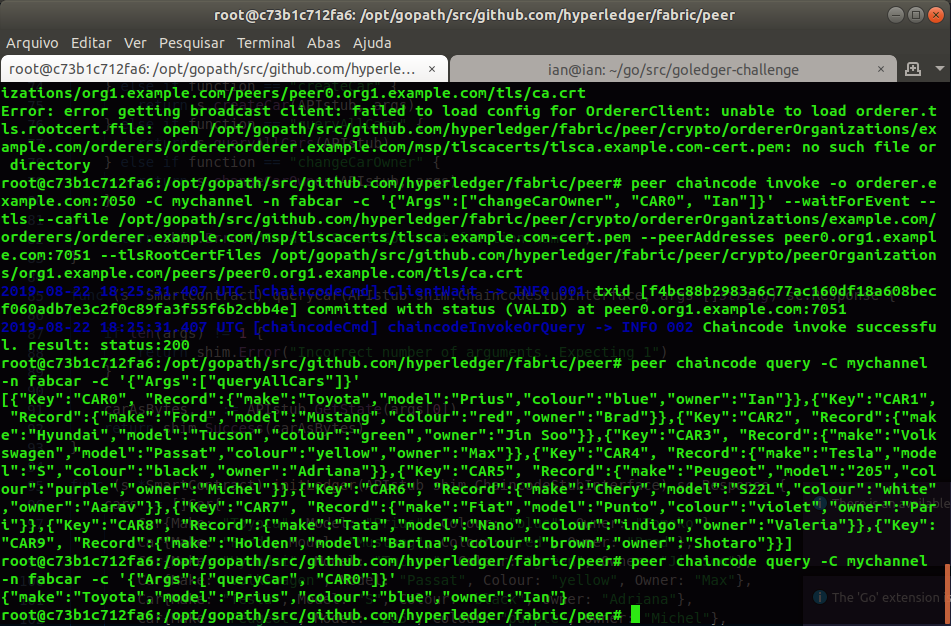 root@c73b1c712fa6: /opt/gopath/src/github.com/hyperledger/fabric/peer
Arquivo Editar Ver Pesquisar Terminal Abas Ajuda
root@c73b1c712fa6: /opt/gopath/src/github.com/hyperle… ×
ian@ian: ~/go/src/goledger-challenge ×
izations/org1.example.com/peers/peer0.org1.example.com/tls/ca.crt
Error: error getting broadcast client: failed to load config for OrdererClient: unable to load orderer.t
ls.rootcert.file: open /opt/gopath/src/github.com/hyperledger/fabric/peer/crypto/ordererOrganizations/ex
ample.com/orderers/ordererorderer.example.com/msp/tlscacerts/tlsca.example.com-cert.pem: no such file or
directory
root@c73b1c712fa6:/opt/gopath/src/github.com/hyperledger/fabric/peer# peer chaincode invoke -o orderer.e
xample.com:7050 -C mychannel -n fabcar -c '{"Args":["changeCarOwner", "CAR0", "Ian"]}' --waitForEvent --
tls --cafile /opt/gopath/src/github.com/hyperledger/fabric/peer/crypto/ordererOrganizations/example.com/
orderers/orderer.example.com/msp/tlscacerts/tlsca.example.com-cert.pem --peerAddresses peer0.org1.exampl
e.com:7051 --tlsRootCertFiles /opt/gopath/src/github.com/hyperledger/fabric/peer/crypto/peerOrganization
s/org1.example.com/peers/peer0.org1.example.com/tls/ca.crt
2019-08-22 18:25:31.407 UTC [chaincodeCmd] ClientWait -> INFO 001 txid [f4bc88b2983a6c77ac160df18a608bec
f060adb7e3c2f0c89fa3f55f6b2cbb4e] committed with status (VALID) at peer0.org1.example.com:7051
2019-08-22 18:25:31.407 UTC [chaincodeCmd] chaincodeInvokeOrQuery -> INFO 002 Chaincode invoke successfu
l. result: status:200
root@c73b1c712fa6:/opt/gopath/src/github.com/hyperledger/fabric/peer# peer chaincode query -C mychannel
-n fabcar -c '{"Args":["queryAllCars"]}'
[{"Key":"CAR0", "Record":{"make":"Toyota","model":"Prius","colour":"blue","owner":"Ian"}},{"Key":"CAR1",
"Record":{"make":"Ford","model":"Mustang","colour":"red","owner":"Brad"}},{"Key":"CAR2", "Record":{"mak
e":"Hyundai","model":"Tucson","colour":"green","owner":"Jin Soo"}},{"Key":"CAR3", "Record":{"make":"Volk
swagen","model":"Passat","colour":"yellow","owner":"Max"}},{"Key":"CAR4", "Record":{"make":"Tesla","mode
l":"S","colour":"black","owner":"Adriana"}},{"Key":"CAR5", "Record":{"make":"Peugeot","model":"205","col
our":"purple","owner":"Michel"}},{"Key":"CAR6", "Record":{"make":"Chery","model":"S22L","colour":"white"
,"owner":"Aarav"}},{"Key":"CAR7", "Record":{"make":"Fiat","model":"Punto","colour":"violet","owner":"Par
i"}},{"Key":"CAR8", "Record":{"make":"Tata","model":"Nano","colour":"indigo","owner":"Valeria"}},{"Key":
"CAR9", "Record":{"make":"Holden","model":"Barina","colour":"brown","owner":"Shotaro"}}]
root@c73b1c712fa6:/opt/gopath/src/github.com/hyperledger/fabric/peer# peer chaincode query -C mychannel
-n fabcar -c '{"Args":["queryCar","CAR0"]}'
{"make":"Toyota","model":"Prius","colour":"blue","owner":"Ian"}
root@c73b1c712fa6:/opt/gopath/src/github.com/hyperledger/fabric/peer#